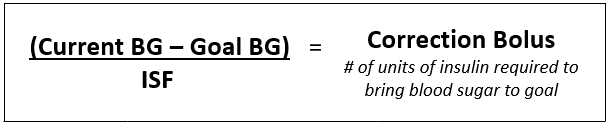 (Current BG – Goal BG) = Correction Bolus
ISF
# of units of insulin required to
bring blood sugar to goal